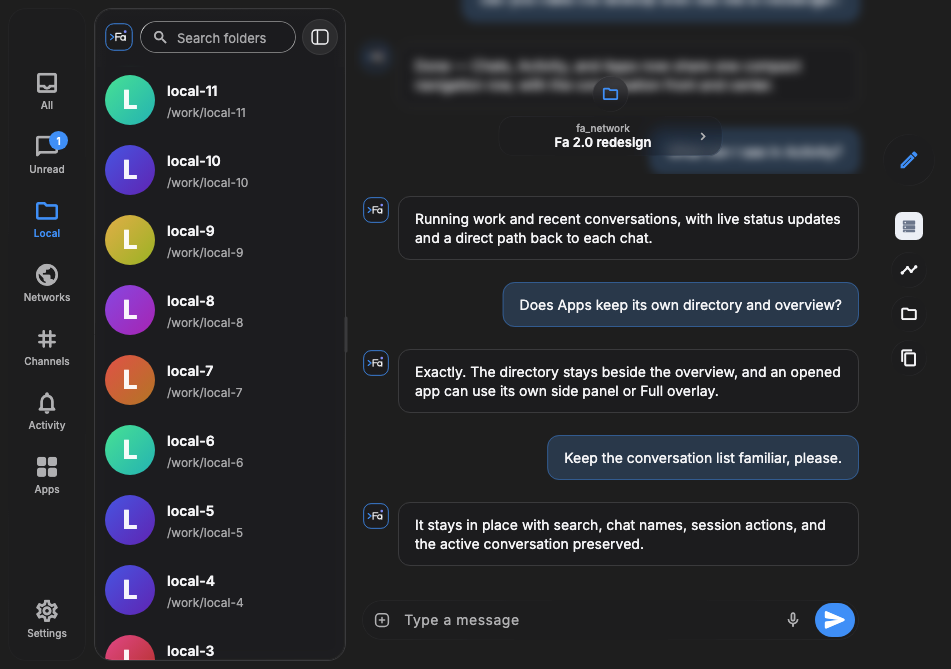 >Fa
Search folders
All
1
Unread
Local
Networks
Channels
Activity
Apps
Settings
L
local-11
/work/local-11
L
local-10
/work/local-10
L
local-9
/work/local-9
L
local-8
/work/local-8
L
local-7
/work/local-7
L
local-6
/work/local-6
L
local-5
/work/local-5
L
local-4
/work/local-4
L
local-3
fa_network
Fa 2.0 redesign
>Fa
Running work and recent conversations, with live status updates
and a direct path back to each chat.
Does Apps keep its own directory and overview?
>Fa
Exactly. The directory stays beside the overview, and an opened
app can use its own side panel or Full overlay.
Keep the conversation list familiar, please.
>Fa
It stays in place with search, chat names, session actions, and
the active conversation preserved.
Type a message